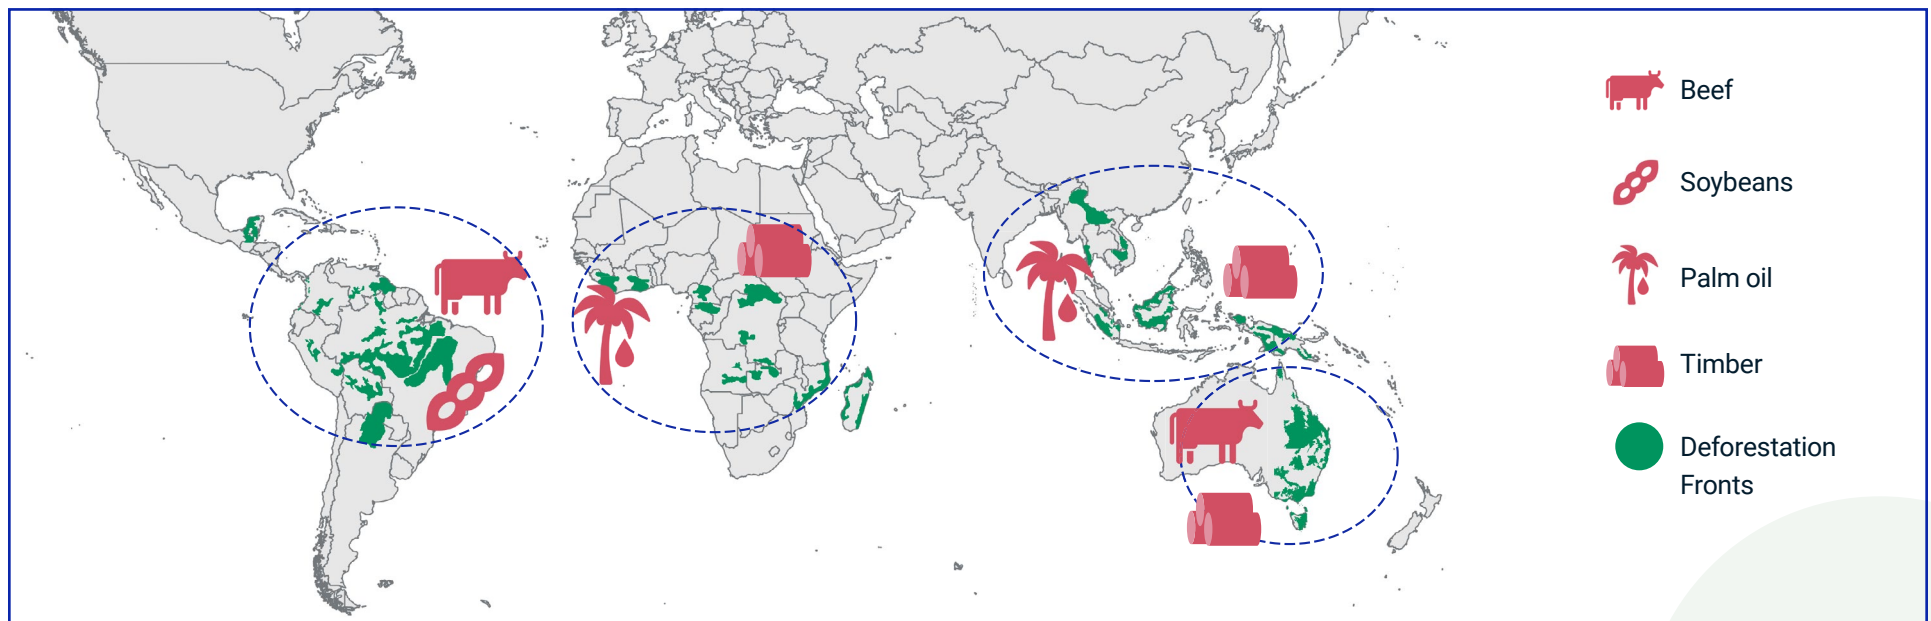 Beef
Soybeans
Palm oil
Timber
Deforestation
Fronts